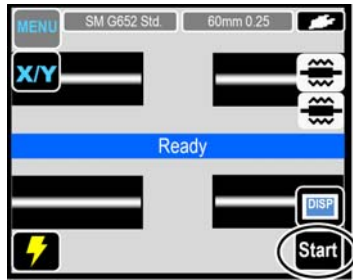 MENU
SM G652 Std.
60mm 0.25
X/Y
Ready
DISP
Start